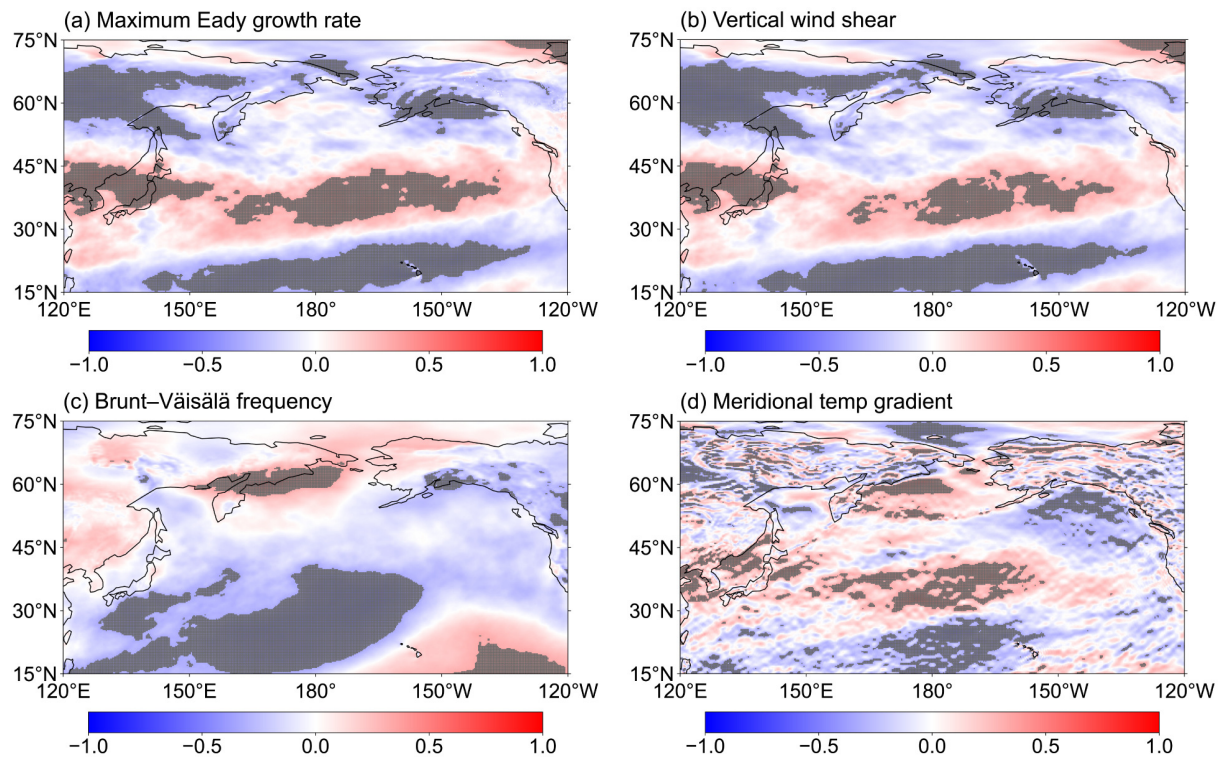 (a) Maximum Eady growth rate
75°N
60°N
45°N
30°N
15°N
120°E 150°E 180° 150°W 120°W
−1.0 −0.5 0.0 0.5 1.0
(b) Vertical wind shear
75°N
60°N
45°N
30°N
15°N
120°E 150°E 180° 150°W 120°W
−1.0 −0.5 0.0 0.5 1.0
(c) Brunt–Väisälä frequency
75°N
60°N
45°N
30°N
15°N
120°E 150°E 180° 150°W 120°W
−1.0 −0.5 0.0 0.5 1.0
(d) Meridional temp gradient
75°N
60°N
45°N
30°N
15°N
120°E 150°E 180° 150°W 120°W
−1.0 −0.5 0.0 0.5 1.0